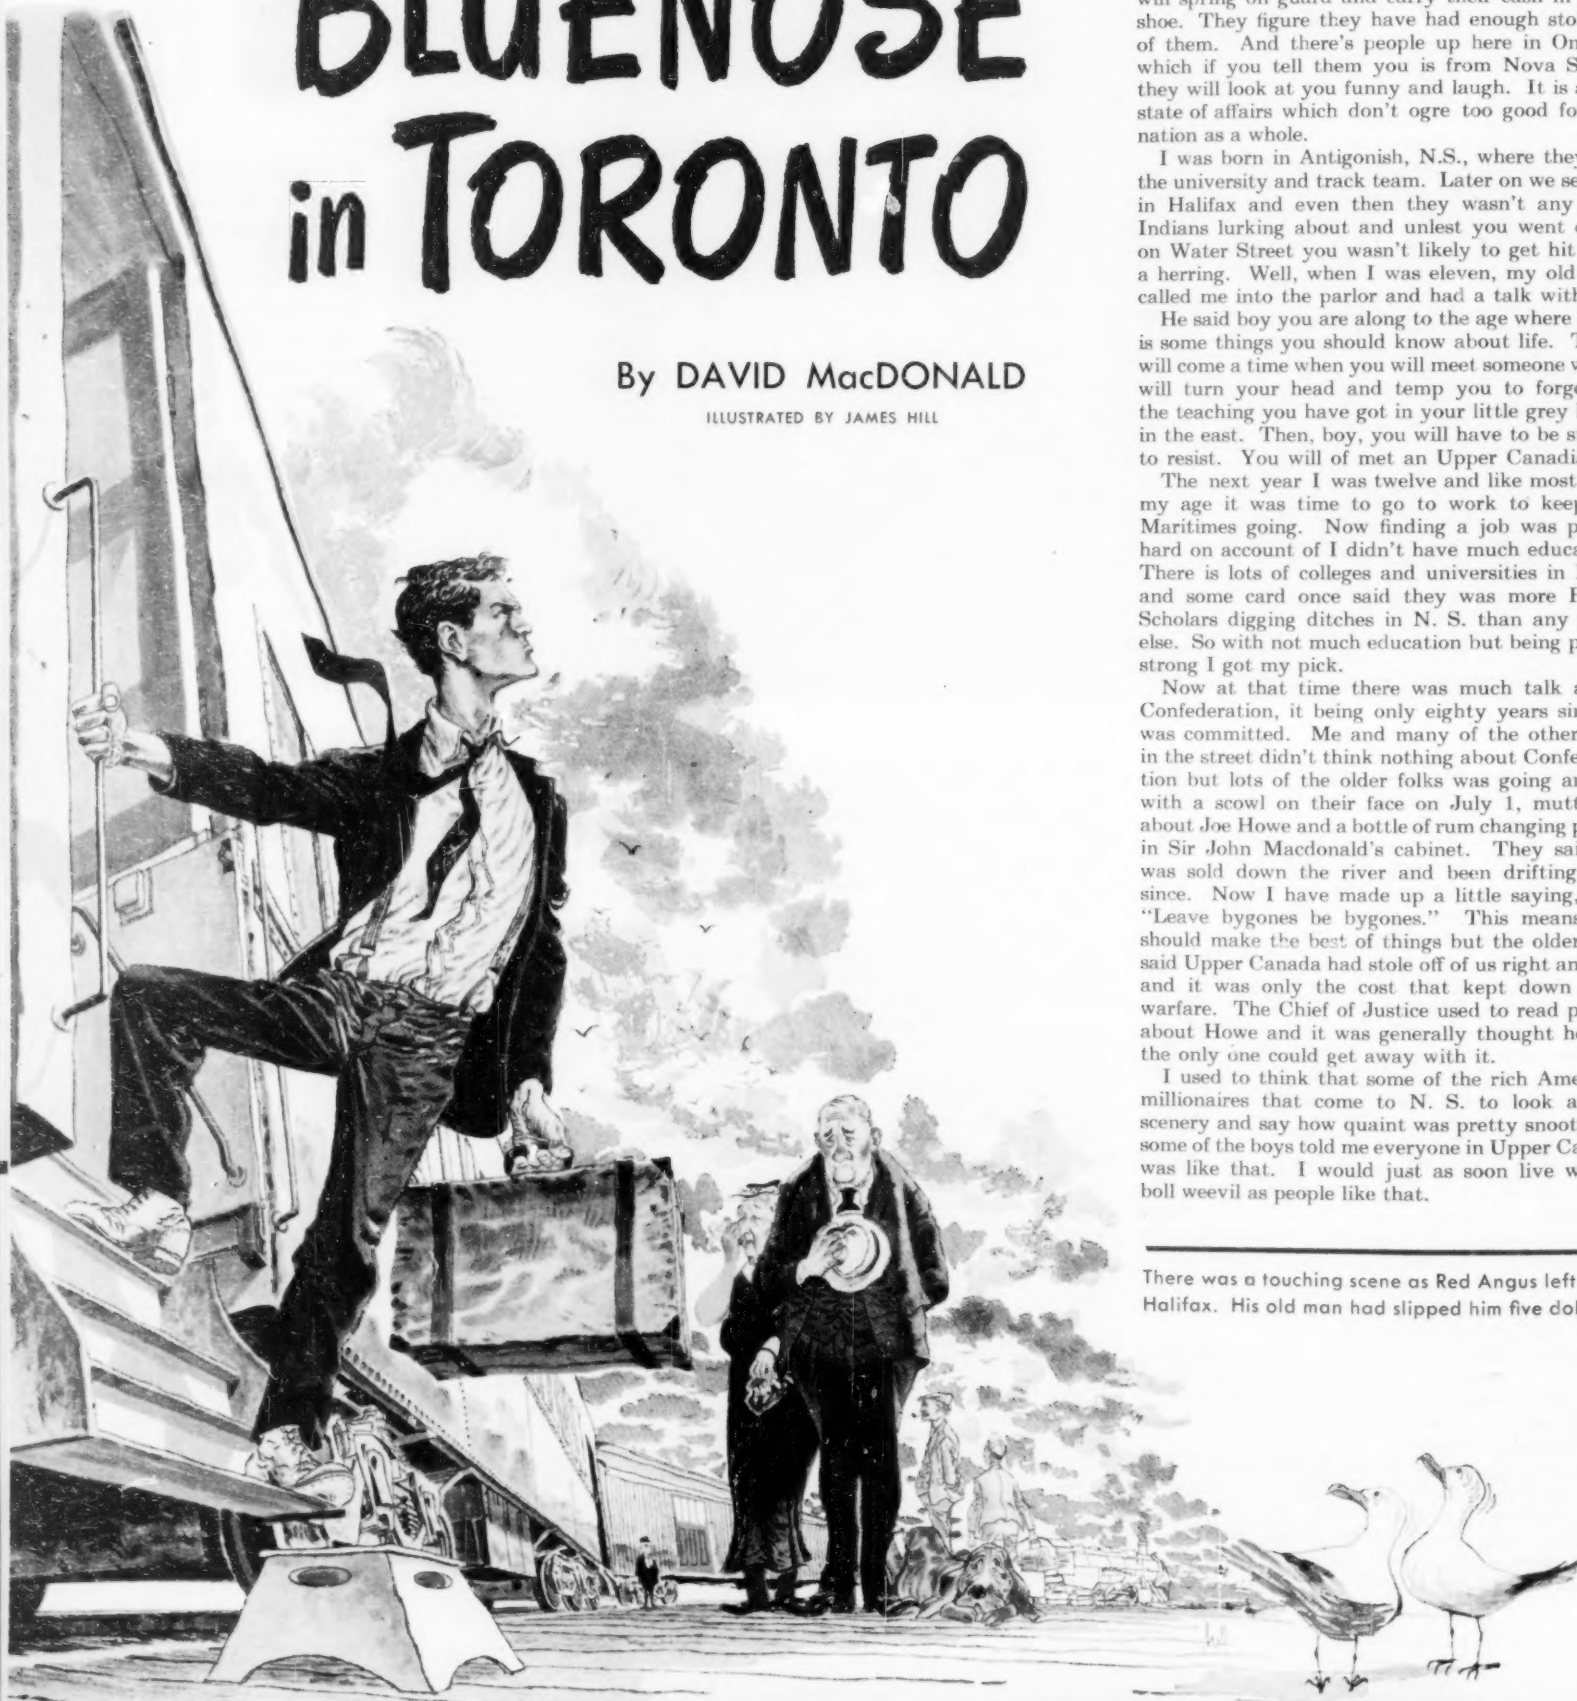 BLUENOSE
in TORONTO
By DAVID MacDONALD
ILLUSTRATED BY JAMES HILL
will spring on guard and carry their cash in
shoe. They figure they have had enough sto
of them. And there's people up here in On
which if you tell them you is from Nova S
they will look at you funny and laugh. It is a
state of affairs which don't ogre too good fo
nation as a whole.
I was born in Antigonish, N.S., where they
the university and track team. Later on we se
in Halifax and even then they wasn't any
Indians lurking about and unlest you went
on Water Street you wasn't likely to get hit
a herring. Well, when I was eleven, my old
called me into the parlor and had a talk with
He said boy you are along to the age where
is some things you should know about life. T
will come a time when you will meet someone w
will turn your head and temp you to forge
the teaching you have got in your little grey
in the east. Then, boy, you will have to be s
to resist. You will of met an Upper Canadi
The next year I was twelve and like most
my age it was time to go to work to keep
Maritimes going. Now finding a job was p
hard on account of I didn't have much educa
There is lots of colleges and universities in
and some card once said they was more
Scholars digging ditches in N. S. than any
else. So with not much education but being p
strong I got my pick.
Now at that time there was much talk a
Confederation, it being only eighty years sin
was committed. Me and many of the other
in the street didn't think nothing about Confe
tion but lots of the older folks was going ar
with a scowl on their face on July 1, mutt
about Joe Howe and a bottle of rum changing p
in Sir John Macdonald's cabinet. They sai
was sold down the river and been drifting
since. Now I have made up a little saying,
"Leave bygones be bygones." This means
should make the best of things but the older
said Upper Canada had stole off of us right an
and it was only the cost that kept down
warfare. The Chief of Justice used to read p
about Howe and it was generally thought he
the only one could get away with it.
I used to think that some of the rich Ame
millionaires that come to N. S. to look a
scenery and say how quaint was pretty snoot
some of the boys told me everyone in Upper Ca
was like that. I would just as soon live w
boll weevil as people like that.
There was a touching scene as Red Angus left
Halifax. His old man had slipped him five dol
hill